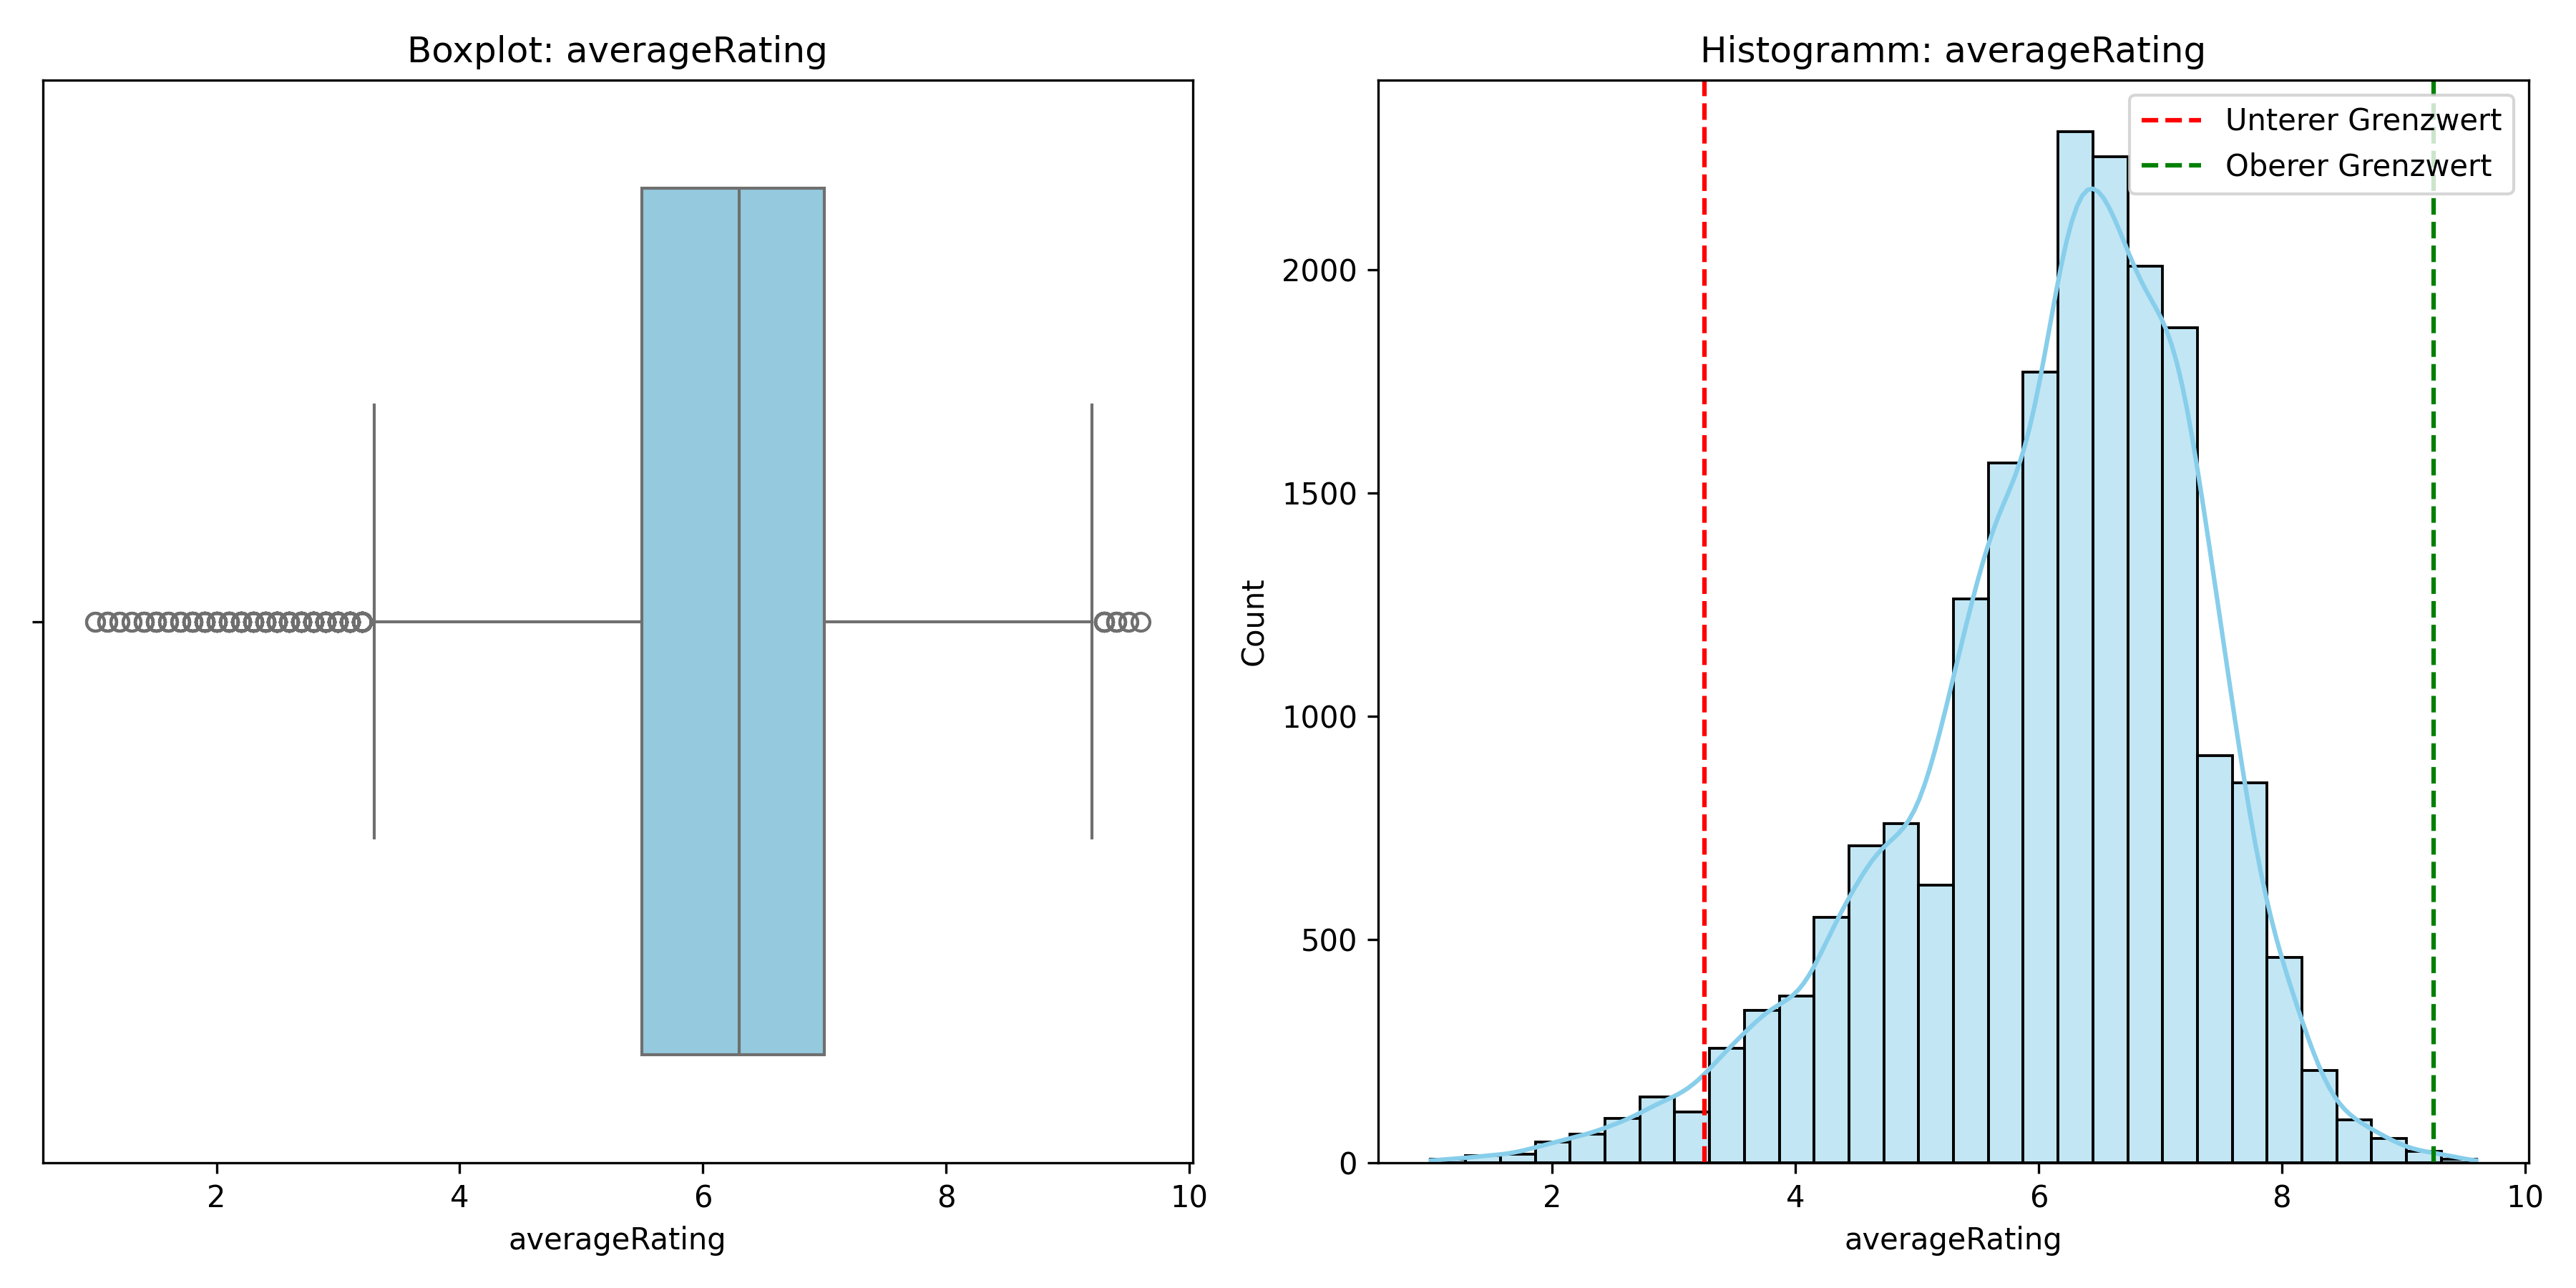 Boxplot: averageRating
2
4
6
8
10
averageRating
Histogramm: averageRating
Unterer Grenzwert
Oberer Grenzwert
Count
2000
1500
1000
500
0
2
4
6
8
10
averageRating